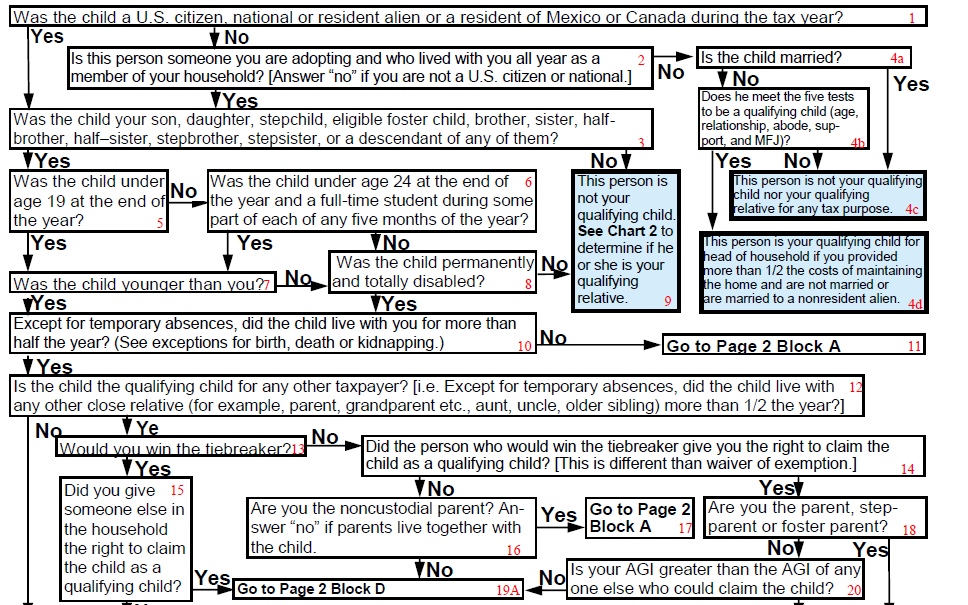 Was the child a U.S. citizen, national or resident alien or a resident of Mexico or Canada during the tax year? 1
Yes
No
Is this person someone you are adopting and who lived with you all year as a 2
member of your household? [Answer “no” if you are not a U.S. citizen or national.]
No
Is the child married? 4a
No
Yes
Yes
Does he meet the five tests
to be a qualifying child (age,
relationship, abode, sup-
port, and MFJ)? 4b
Was the child your son, daughter, stepchild, eligible foster child, brother, sister, half-
brother, half–sister, stepbrother, stepsister, or a descendant of any of them? 3
Yes
No
Yes
No
Was the child under
age 19 at the end of
the year? 5
No
Was the child under age 24 at the end of 6
the year and a full-time student during some
part of each of any five months of the year?
This person is
not your
qualifying child.
See Chart 2 to
determine if he
or she is your
qualifying
relative. 9
This person is not your qualifying
child nor your qualifying
relative for any tax purpose. 4c
This person is your qualifying child for
head of household if you provided
more than 1/2 the costs of maintaining
the home and are not married or
are married to a nonresident alien. 4d
Yes
Yes
No
Was the child permanently
and totally disabled? 8
No
Was the child younger than you? 7
No
Yes
Yes
Except for temporary absences, did the child live with you for more than
half the year? (See exceptions for birth, death or kidnapping.) 10
No
Go to Page 2 Block A 11
Yes
Is the child the qualifying child for any other taxpayer? [i.e. Except for temporary absences, did the child live with 12
any other close relative (for example, parent, grandparent etc., aunt, uncle, older sibling) more than 1/2 the year?]
No
Ye
Would you win the tiebreaker? 13
No
Did the person who would win the tiebreaker give you the right to claim the
child as a qualifying child? [This is different than waiver of exemption.] 14
Yes
No
Yes
Did you give 15
someone else in
the household
the right to claim
the child as a
qualifying child?
Are you the noncustodial parent? An-
swer “no” if parents live together with
the child. 16
Yes
Go to Page 2
Block A 17
Are you the parent, step-
parent or foster parent? 18
No
Yes
No
Yes
Go to Page 2 Block D 19A
No
Is your AGI greater than the AGI of any
one else who could claim the child? 20